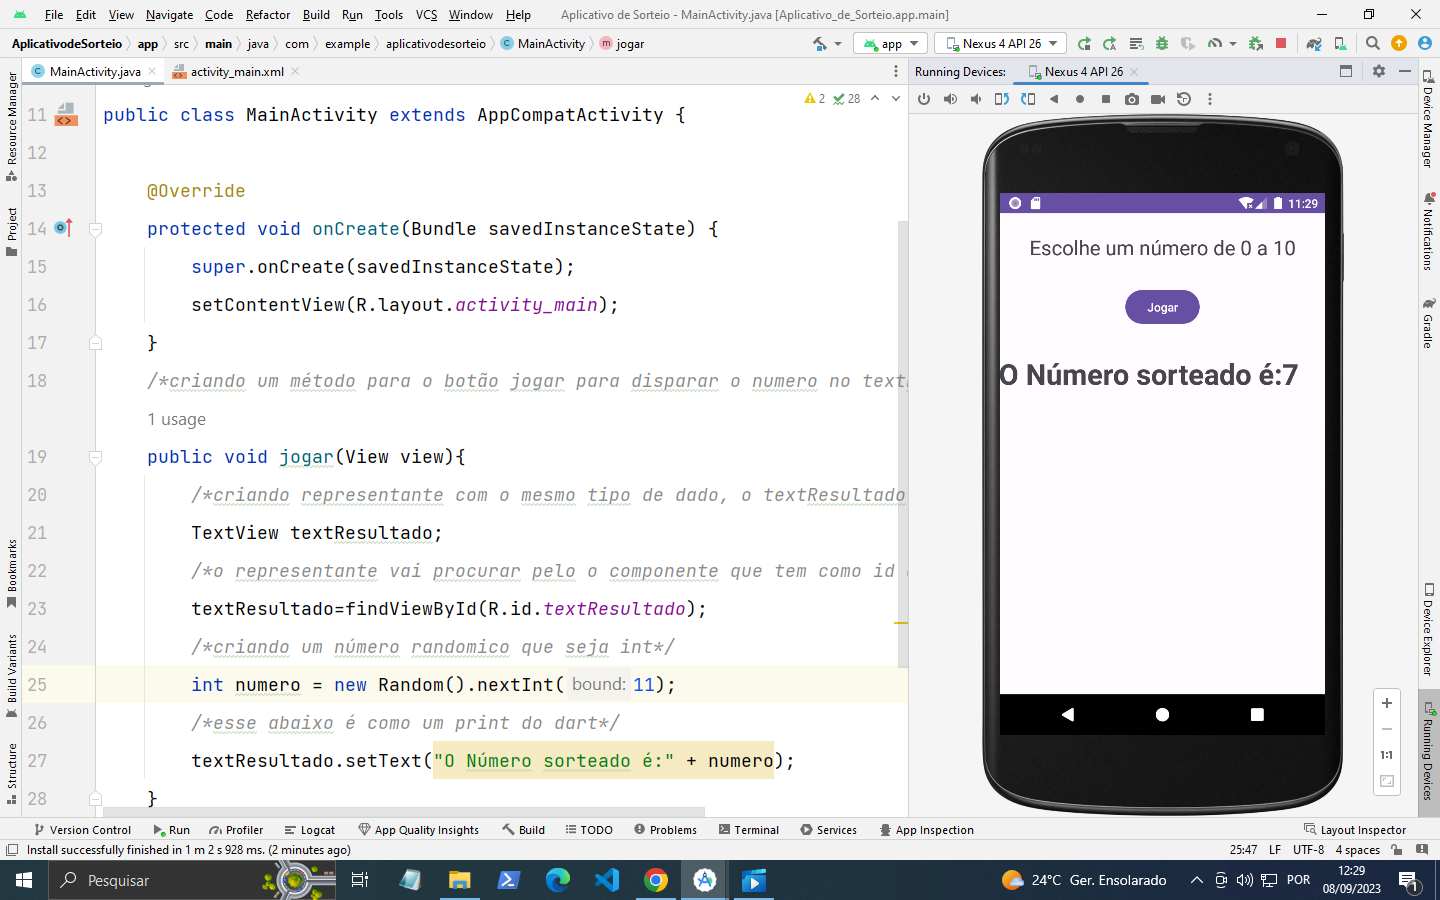 File Edit View Navigate Code Refactor Build Run Tools VCS Window Help Aplicativo de Sorteio - MainActivity.java [Aplicativo_de_Sorteio.app.main]
AplicativodeSorteio app src main java com example aplicativodesorteio MainActivity jogar
app Nexus 4 API 26
MainActivity.java activity_main.xml
Running Devices: Nexus 4 API 26
2 28
11 public class MainActivity extends AppCompatActivity {
12
13 @Override
14 protected void onCreate(Bundle savedInstanceState) {
15 super.onCreate(savedInstanceState);
16 setContentView(R.layout.activity_main);
17 }
18 /*criando um método para o botão jogar para disparar o numero no text
1 usage
19 public void jogar(View view){
20 /*criando representante com o mesmo tipo de dado, o textResultado
21 TextView textResultado;
22 /*o representante vai procurar pelo o componente que tem como id
23 textResultado=findViewById(R.id.textResultado);
24 /*criando um número randomico que seja int*/
25 int numero = new Random().nextInt( bound: 11);
26 /*esse abaixo é como um print do dart*/
27 textResultado.setText("O Número sorteado é:" + numero);
28 }
11:29
Escolhe um número de 0 a 10
Jogar
O Número sorteado é:7
1:1
Resource Manager
Project
Bookmarks
Build Variants
Structure
Device Manager
Notifications
Gradle
Device Explorer
Running Devices
Version Control Run Profiler Logcat App Quality Insights Build TODO Problems Terminal Services App Inspection Layout Inspector
Install successfully finished in 1 m 2 s 928 ms. (2 minutes ago) 25:47 LF UTF-8 4 spaces
Pesquisar 24°C Ger. Ensolarado POR 12:29
08/09/2023 1